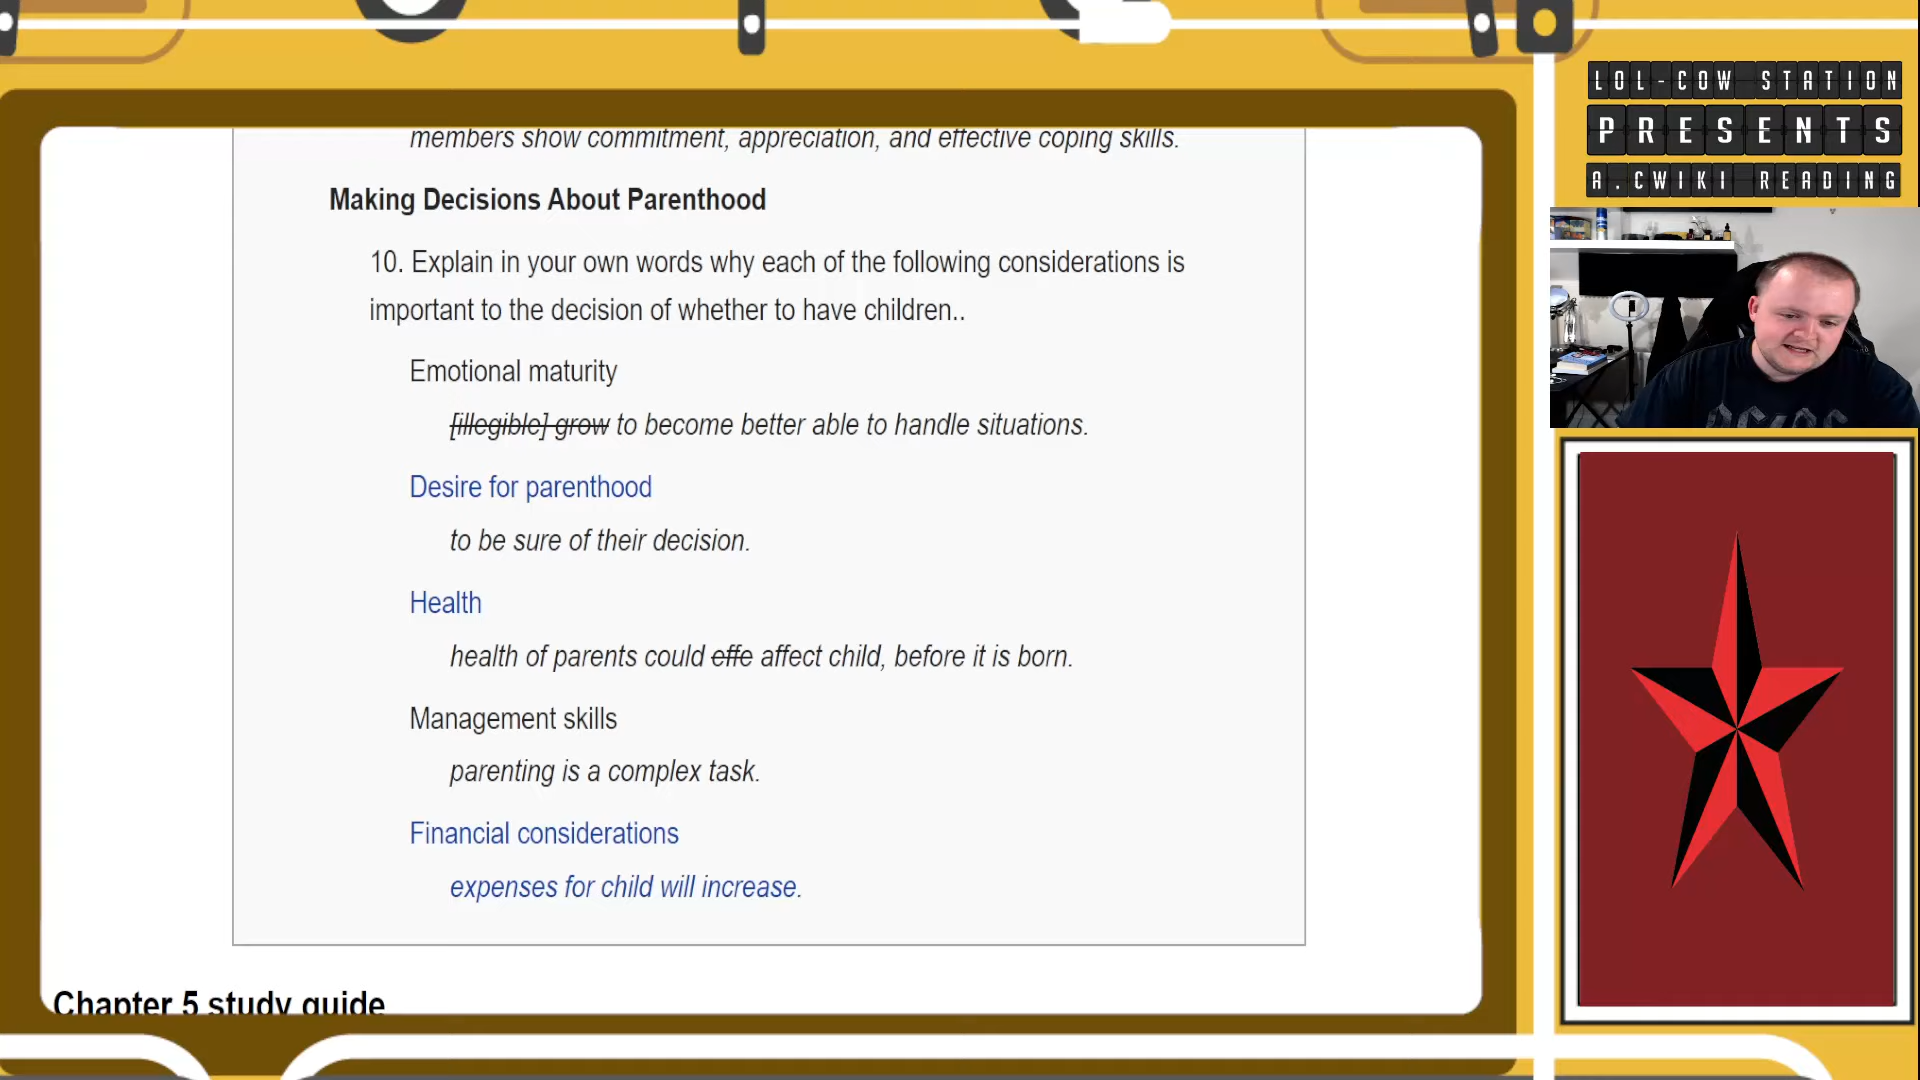 members show commitment, appreciation, and effective coping skills.
Making Decisions About Parenthood
10. Explain in your own words why each of the following considerations is
important to the decision of whether to have children..
Emotional maturity
[illegible] grow to become better able to handle situations.
Desire for parenthood
to be sure of their decision.
Health
health of parents could effe affect child, before it is born.
Management skills
parenting is a complex task.
Financial considerations
expenses for child will increase.
Chapter 5 study guide
LOL-COW STATION
PRESENTS
A.CWIKI READING